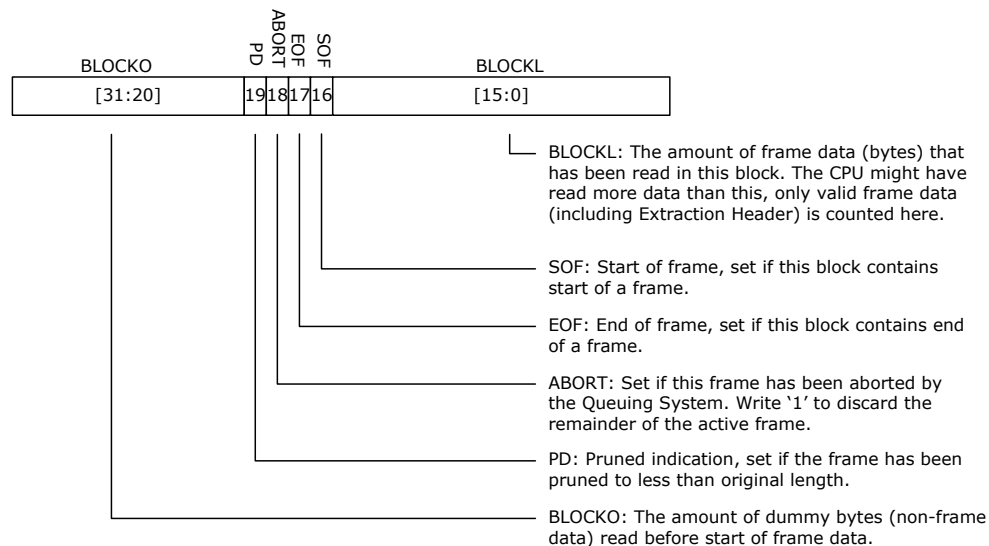 PD
ABORT
EOF
SOF
BLOCKO
BLOCKL
[31:20]
19
18
17
16
[15:0]
BLOCKL: The amount of frame data (bytes) that
has been read in this block. The CPU might have
read more data than this, only valid frame data
(including Extraction Header) is counted here.
SOF: Start of frame, set if this block contains
start of a frame.
EOF: End of frame, set if this block contains end
of a frame.
ABORT: Set if this frame has been aborted by
the Queuing System. Write ‘1’ to discard the
remainder of the active frame.
PD: Pruned indication, set if the frame has been
pruned to less than original length.
BLOCKO: The amount of dummy bytes (non-frame
data) read before start of frame data.